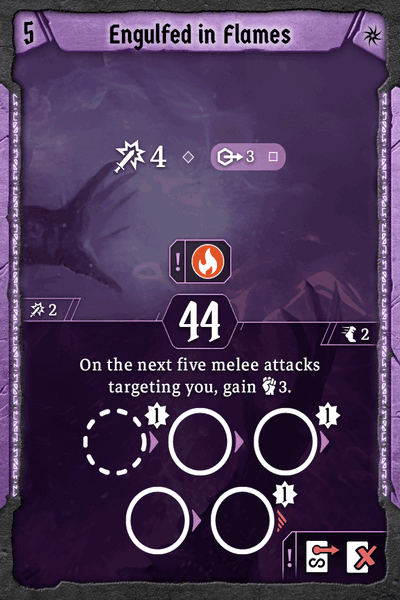 5 Engulfed in Flames
4 3
!
2
44
2
On the next five melee attacks
targeting you, gain 3.
1 1
1
!